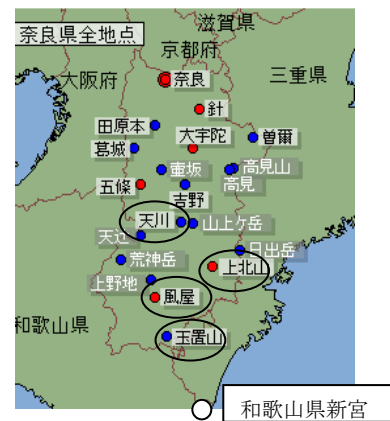 滋賀県
奈良県全地点
京都府
大阪府
奈良
三重県
針
田原本
大宇陀
曽爾
葛城
壷坂
高見山
高見
五條
吉野
天川
山上ケ岳
天辻
日出岳
荒神岳
上北山
上野地
風屋
和歌山県
玉置山
和歌山県新宮